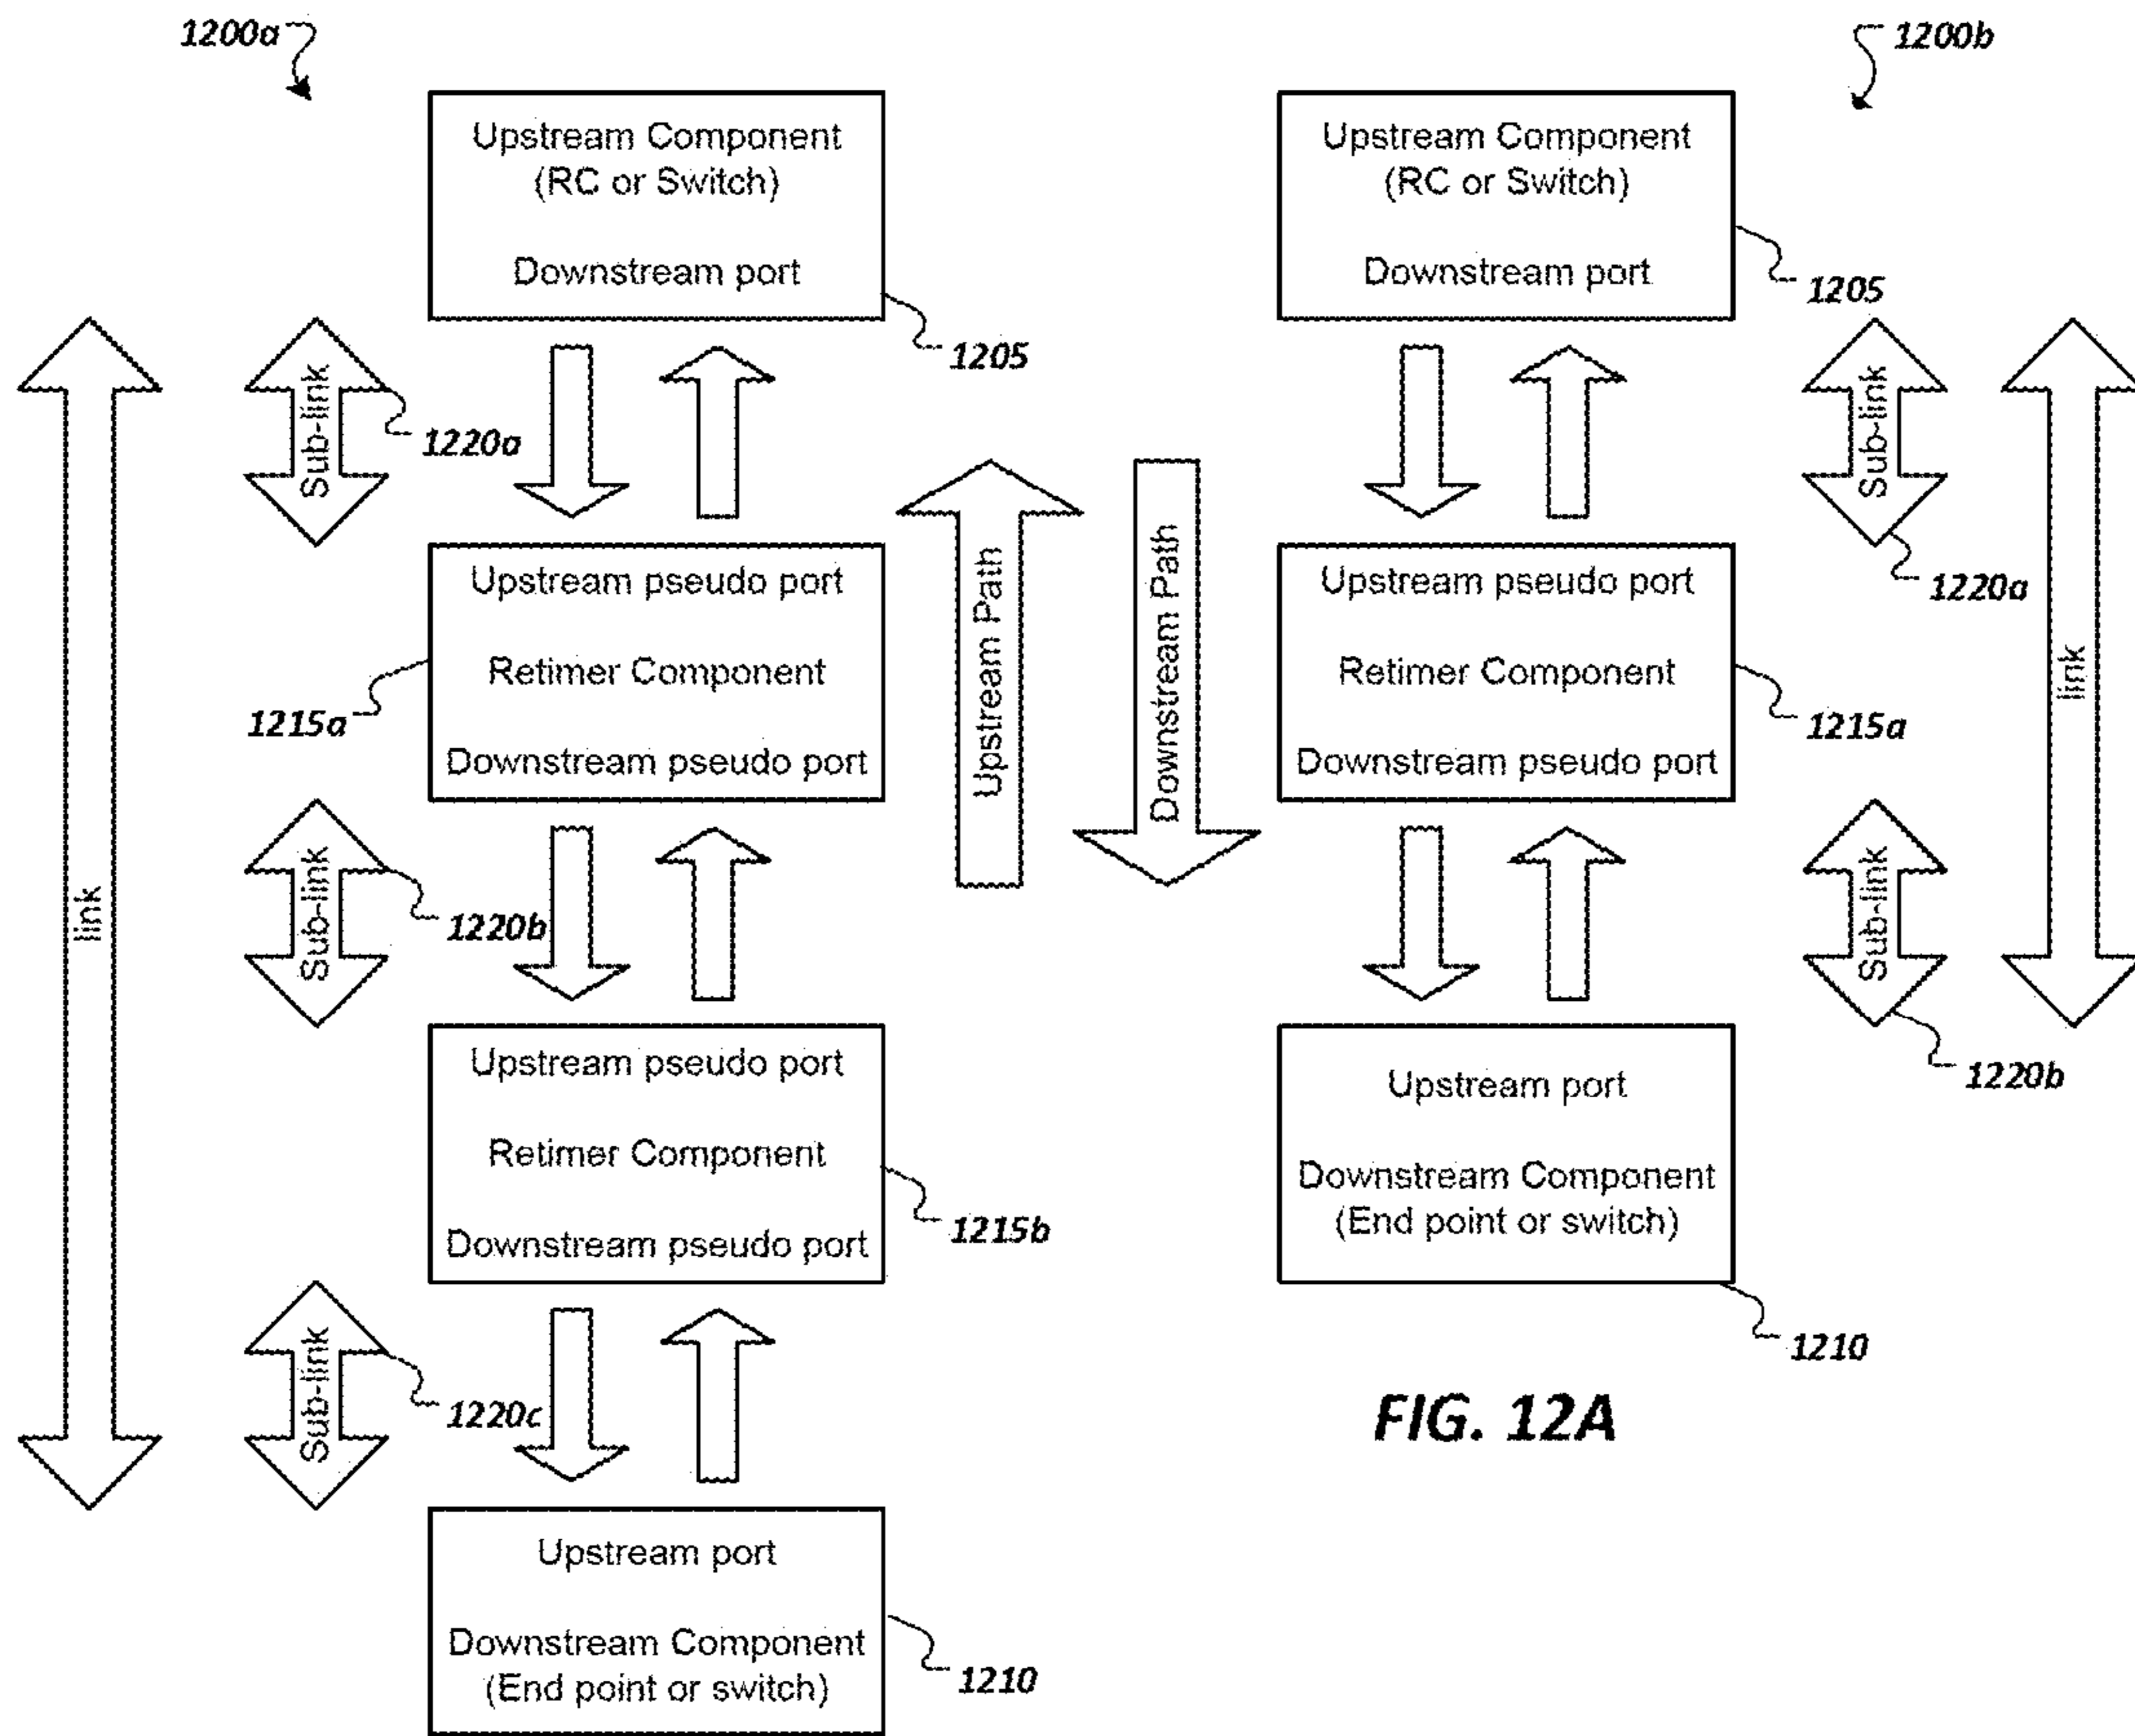 1200a
Upstream Component
(RC or Switch)
Downstream port
1205
link
Sub-link
1220a
Upstream pseudo port
Retimer Component
Downstream pseudo port
1215a
Sub-link
1220b
Upstream pseudo port
Retimer Component
Downstream pseudo port
1215b
Sub-link
1220c
Upstream port
Downstream Component
(End point or switch)
1210
Upstream Path
Downstream Path
1200b
Upstream Component
(RC or Switch)
Downstream port
1205
Sub-link
1220a
link
Upstream pseudo port
Retimer Component
Downstream pseudo port
1215a
Sub-link
1220b
Upstream port
Downstream Component
(End point or switch)
1210
FIG. 12A